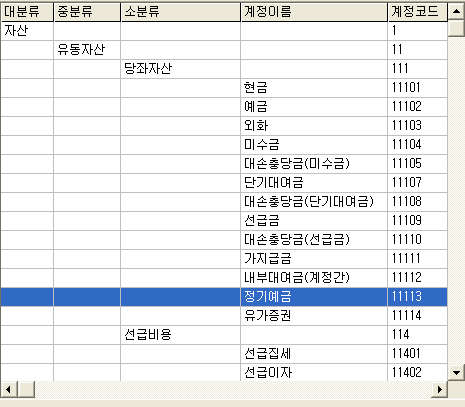 대분류 중분류 소분류 계정이름 계정코드
자산 1
유동자산 11
당좌자산 111
현금 11101
예금 11102
외화 11103
미수금 11104
대손충당금(미수금) 11105
단기대여금 11107
대손충당금(단기대여금) 11108
선급금 11109
대손충당금(선급금) 11110
가지급금 11111
내부대여금(계정간) 11112
정기예금 11113
유가증권 11114
선급비용 114
선급집세 11401
선급이자 11402